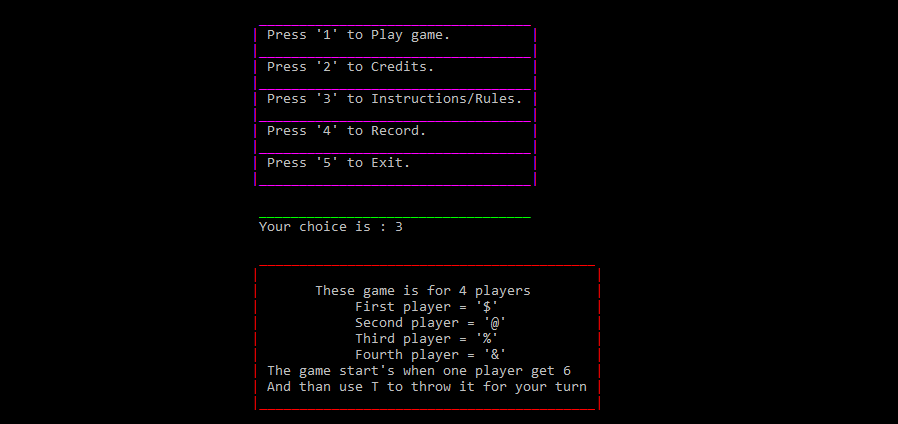 Press '1' to Play game.
Press '2' to Credits.
Press '3' to Instructions/Rules.
Press '4' to Record.
Press '5' to Exit.
Your choice is : 3
These game is for 4 players
First player = '$'
Second player = '@'
Third player = '%'
Fourth player = '&'
The game start's when one player get 6
And than use T to throw it for your turn